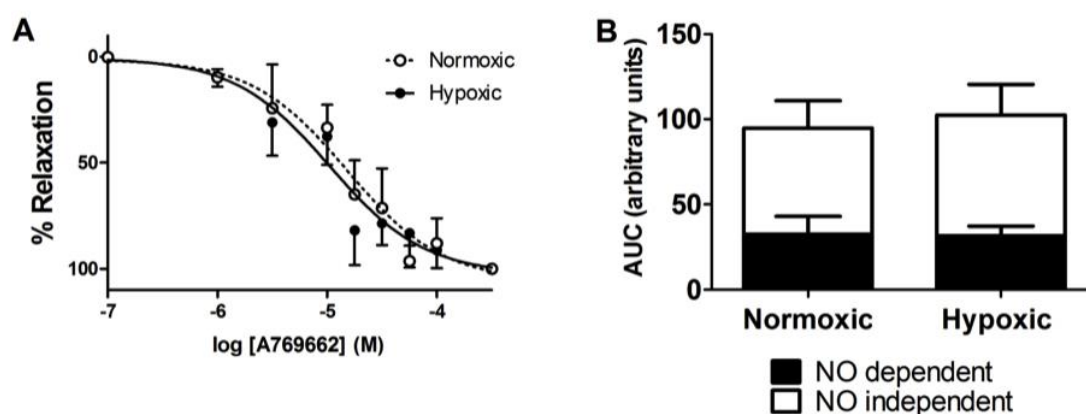 A
0
50
100
% Relaxation
-7
-6
-5
-4
log [A769662] (M)
Normoxic
Hypoxic
B
150
100
50
0
AUC (arbitrary units)
Normoxic
Hypoxic
NO dependent
NO independent